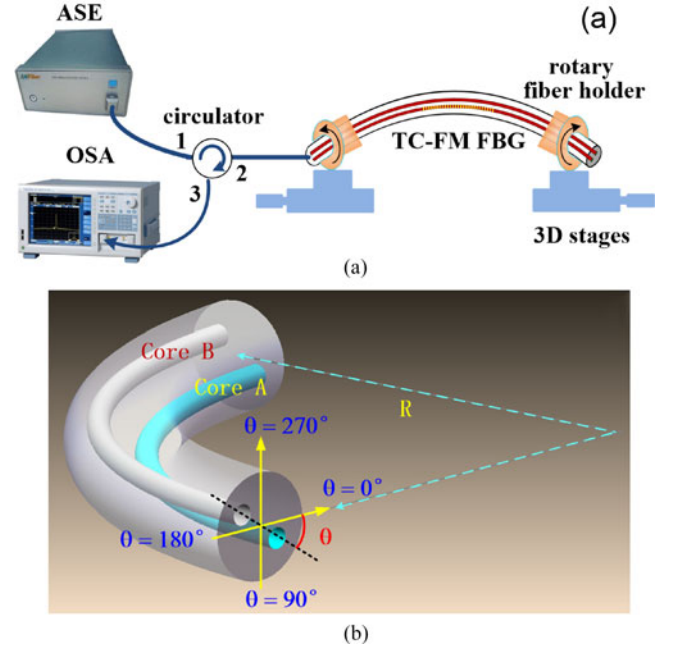 ASE
(a)
rotary
fiber holder
circulator
1
TC-FM FBG
OSA
2
3
3D stages
(a)
Core B
Core A
R
θ = 270°
θ = 0°
θ = 180°
θ
θ = 90°
(b)